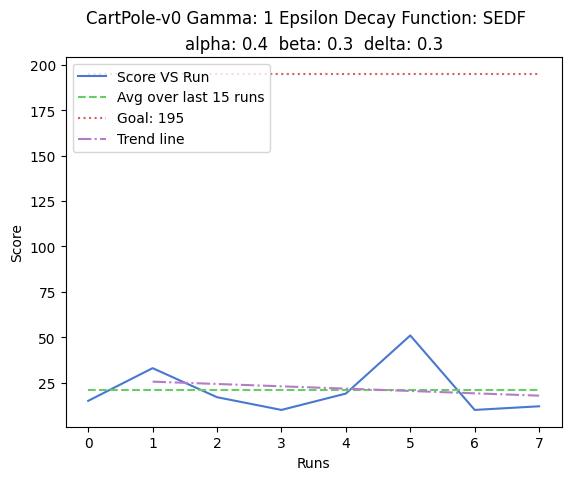 CartPole-v0 Gamma: 1 Epsilon Decay Function: SEDF
alpha: 0.4  beta: 0.3  delta: 0.3
Score VS Run
Avg over last 15 runs
Goal: 195
Trend line
200
175
150
125
100
75
50
25
Score
0 1 2 3 4 5 6 7
Runs